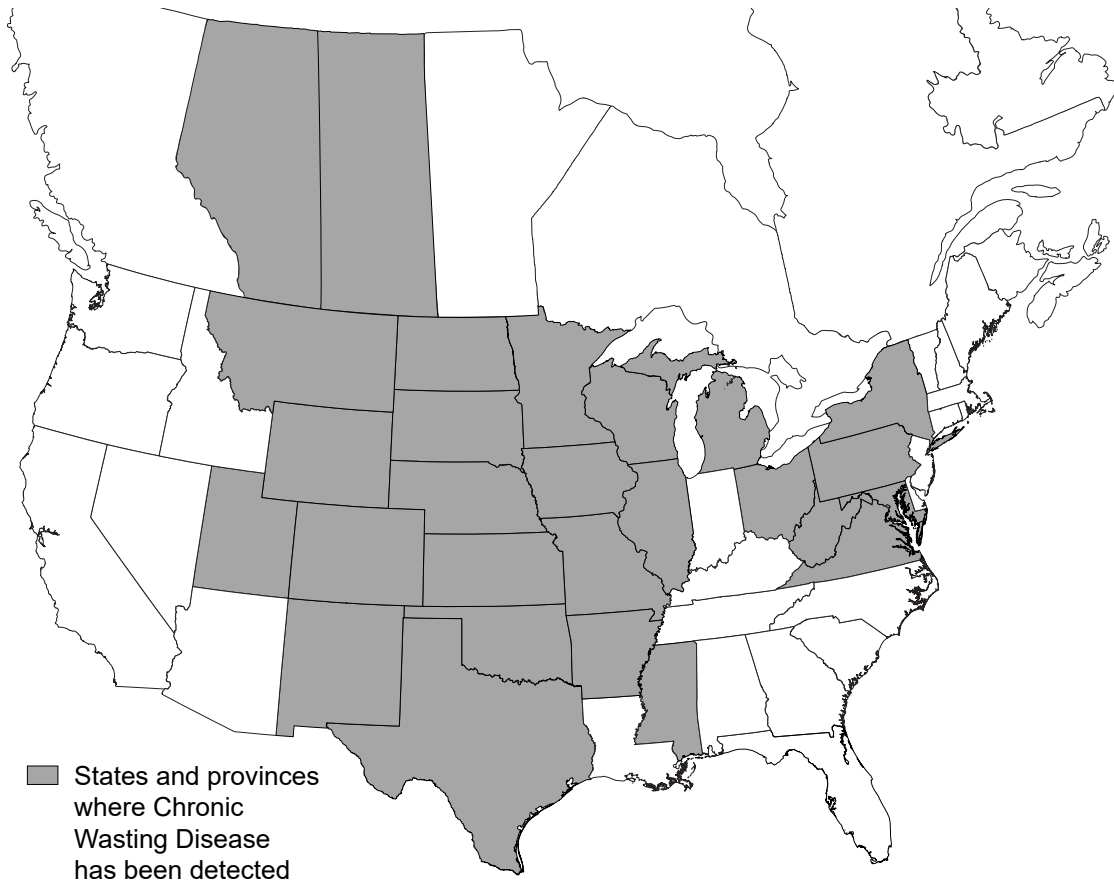 States and provinces
where Chronic
Wasting Disease
has been detected